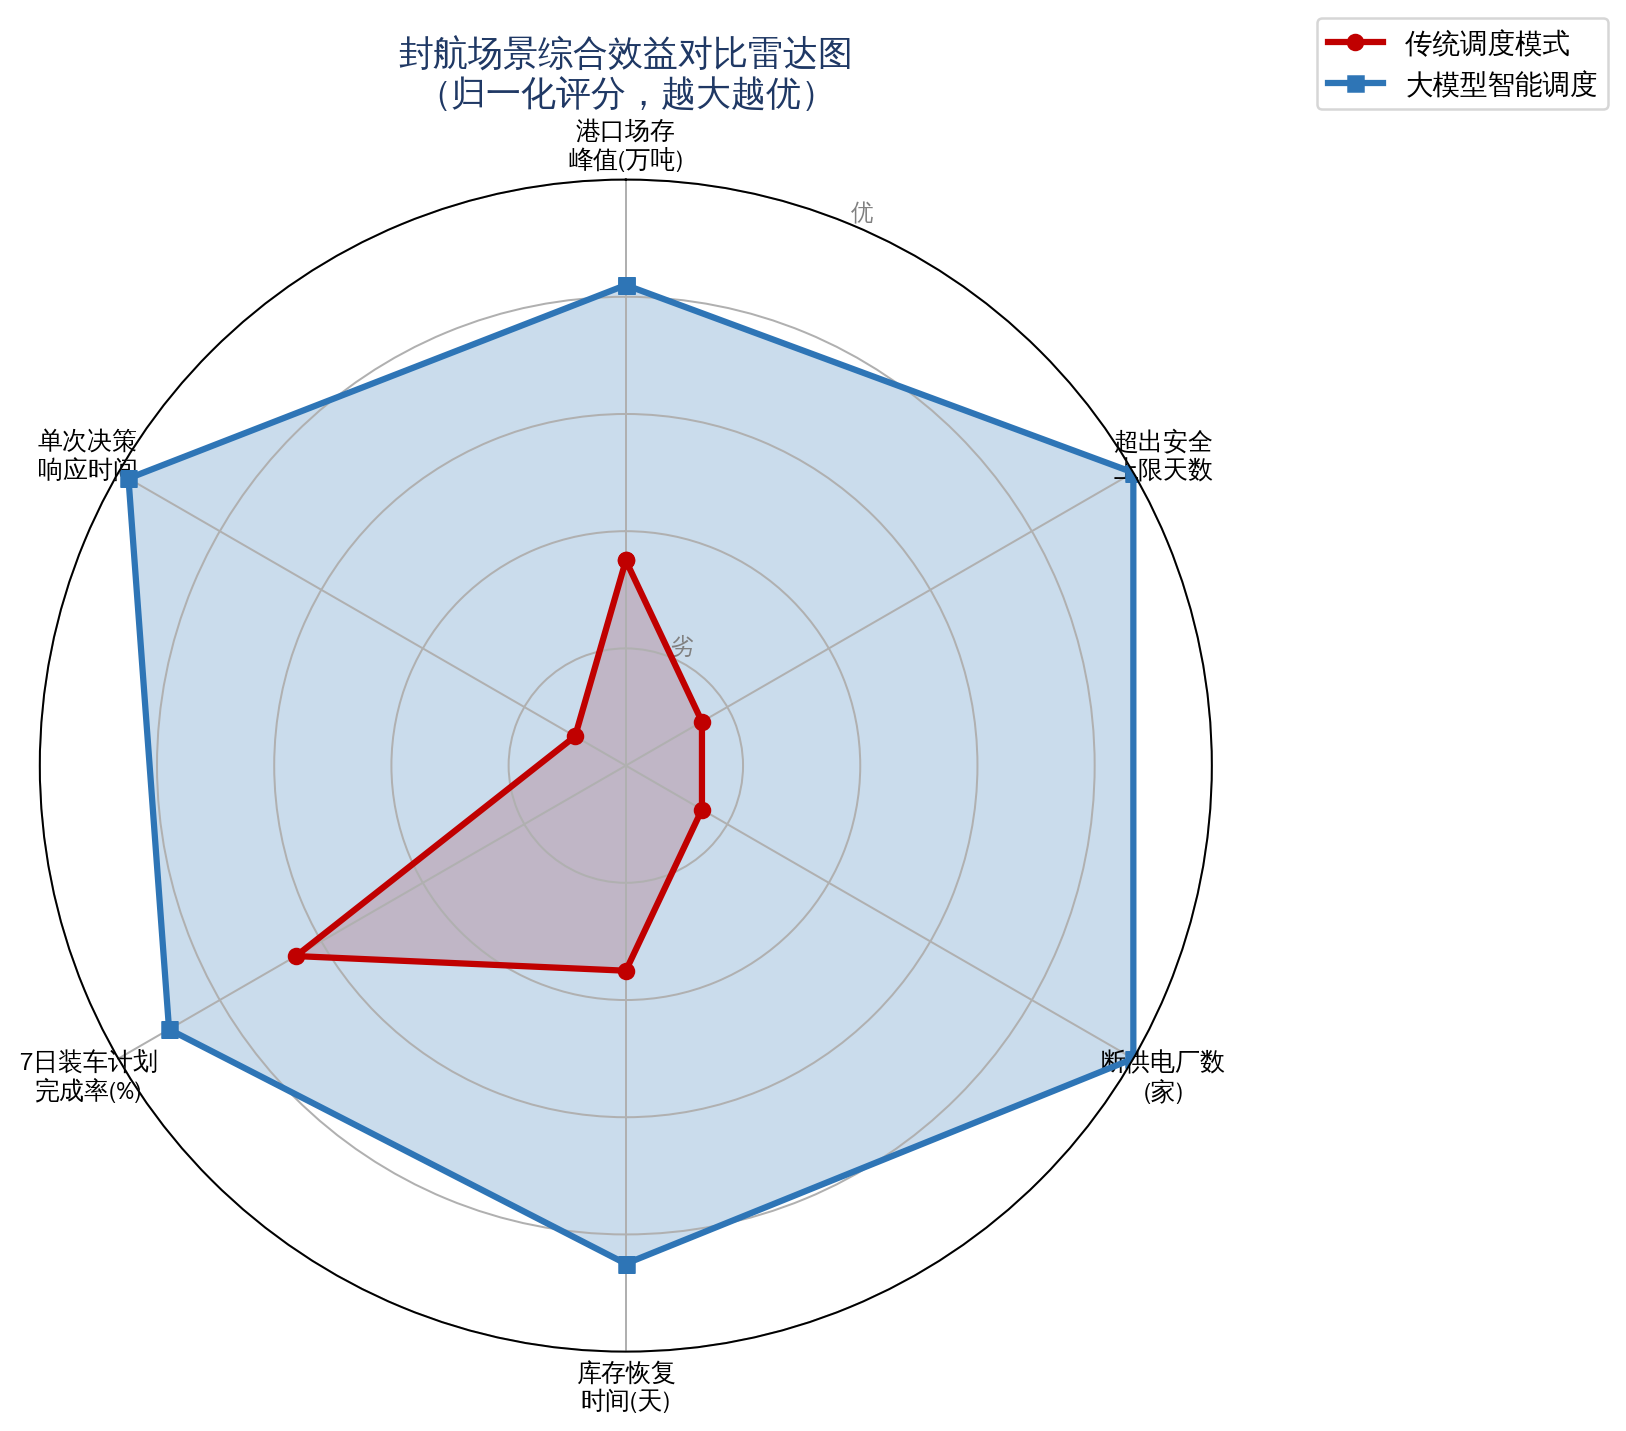 封航场景综合效益对比雷达图
（归一化评分，越大越优）
传统调度模式
大模型智能调度
港口场存
峰值(万吨)
优
单次决策
响应时间
超出安全
上限天数
劣
7日装车计划
完成率(%)
断供电厂数
(家)
库存恢复
时间(天)